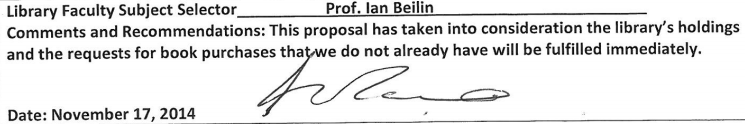 Library Faculty Subject Selector Prof. Ian Beilin
Comments and Recommendations: This proposal has taken into consideration the library's holdings
and the requests for book purchases that we do not already have will be fulfilled immediately.
Date: November 17, 2014